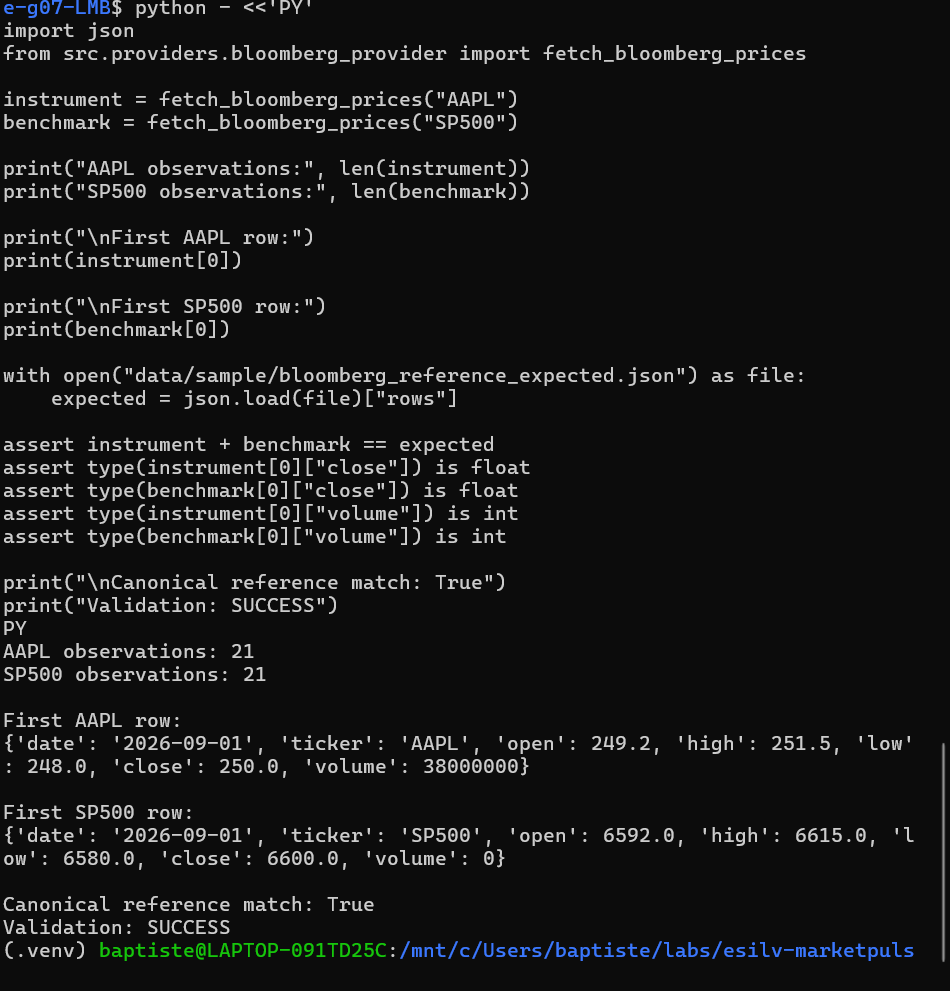 e-g07-LMB$ python - <<'PY'
import json
from src.providers.bloomberg_provider import fetch_bloomberg_prices

instrument = fetch_bloomberg_prices("AAPL")
benchmark = fetch_bloomberg_prices("SP500")

print("AAPL observations:", len(instrument))
print("SP500 observations:", len(benchmark))

print("\nFirst AAPL row:")
print(instrument[0])

print("\nFirst SP500 row:")
print(benchmark[0])

with open("data/sample/bloomberg_reference_expected.json") as file:
    expected = json.load(file)["rows"]

assert instrument + benchmark == expected
assert type(instrument[0]["close"]) is float
assert type(benchmark[0]["close"]) is float
assert type(instrument[0]["volume"]) is int
assert type(benchmark[0]["volume"]) is int

print("\nCanonical reference match: True")
print("Validation: SUCCESS")
PY
AAPL observations: 21
SP500 observations: 21

First AAPL row:
{'date': '2026-09-01', 'ticker': 'AAPL', 'open': 249.2, 'high': 251.5, 'low'
: 248.0, 'close': 250.0, 'volume': 38000000}

First SP500 row:
{'date': '2026-09-01', 'ticker': 'SP500', 'open': 6592.0, 'high': 6615.0, 'l
ow': 6580.0, 'close': 6600.0, 'volume': 0}

Canonical reference match: True
Validation: SUCCESS
(.venv) baptiste@LAPTOP-091TD25C:/mnt/c/Users/baptiste/labs/esilv-marketpuls